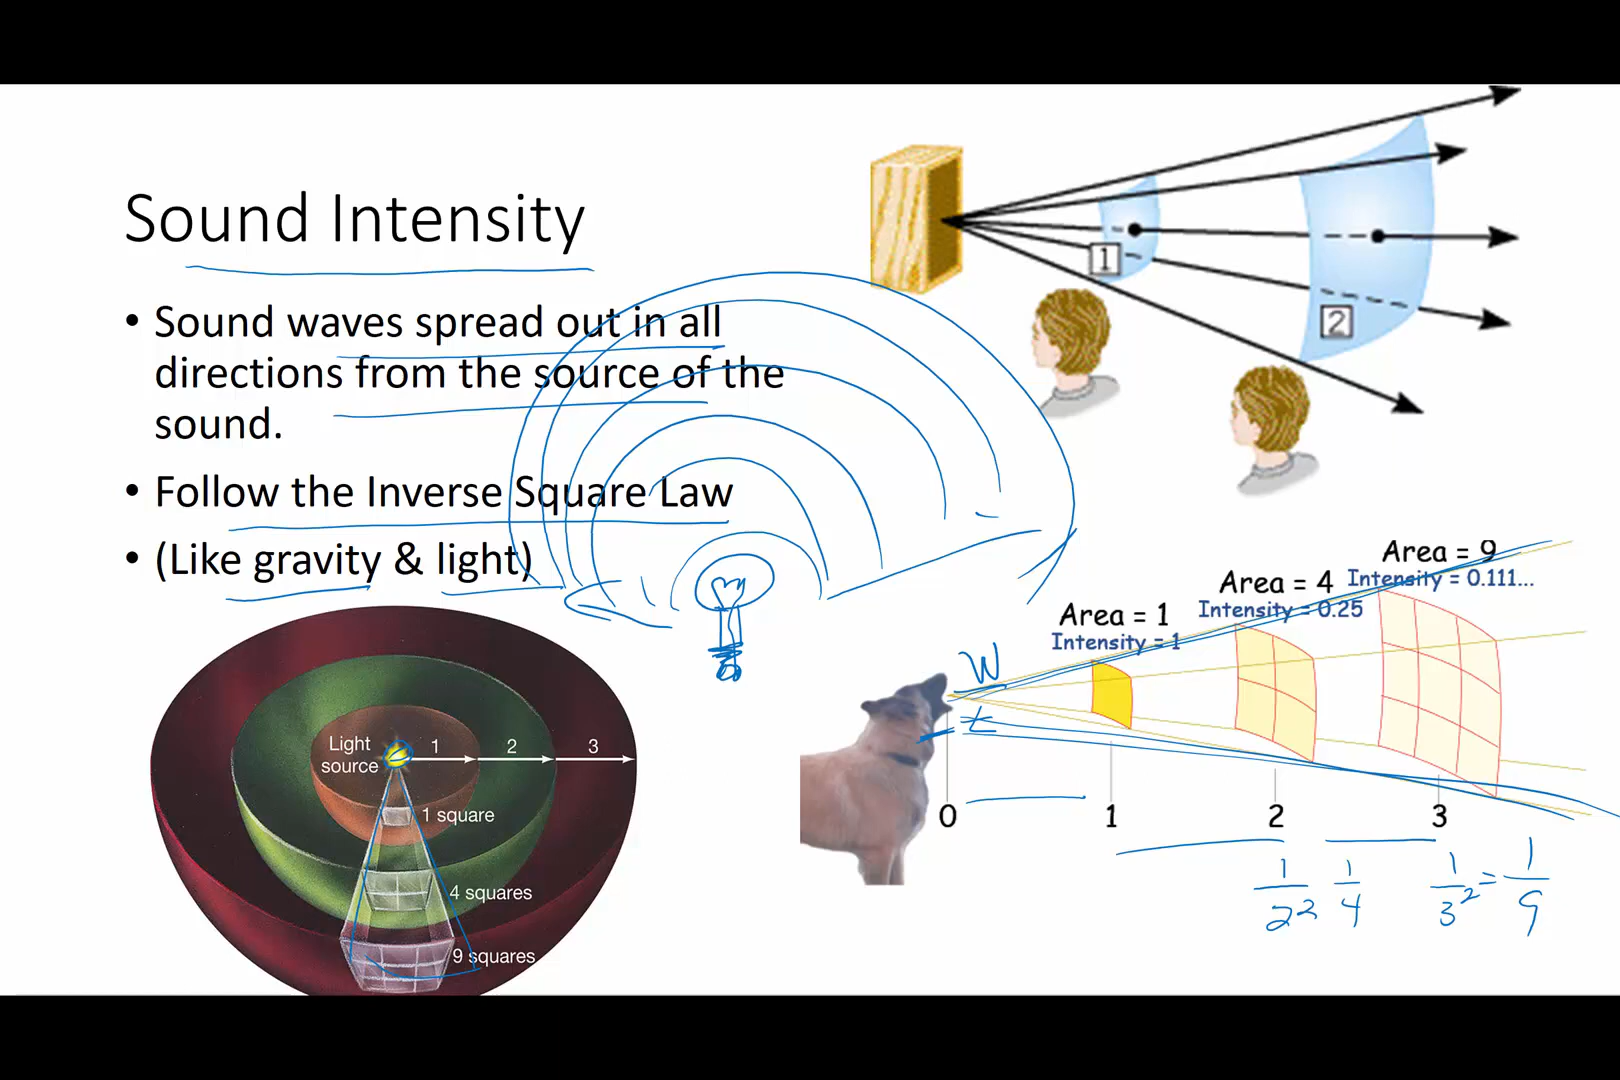 Sound Intensity
• Sound waves spread out in all
directions from the source of the
sound.
• Follow the Inverse Square Law
• (Like gravity & light)
1
2
Light
source
1 2 3
1 square
4 squares
9 squares
Area = 1
Intensity = 1
Area = 4
Intensity = 0.25
Area = 9
Intensity = 0.111...
W
t
0 1 2 3
1/2² 1/4 1/3² = 1/9